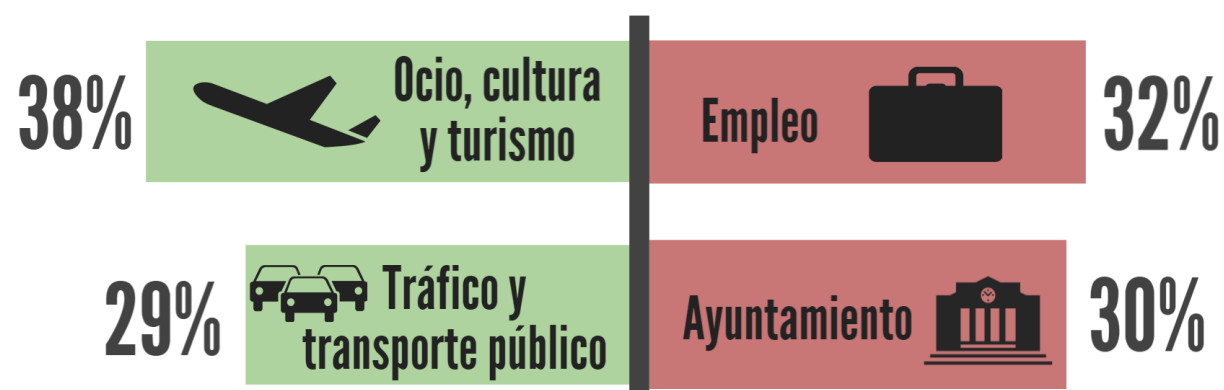 38%
Ocio, cultura
y turismo
Empleo
32%
29%
Tráfico y
transporte público
Ayuntamiento
30%